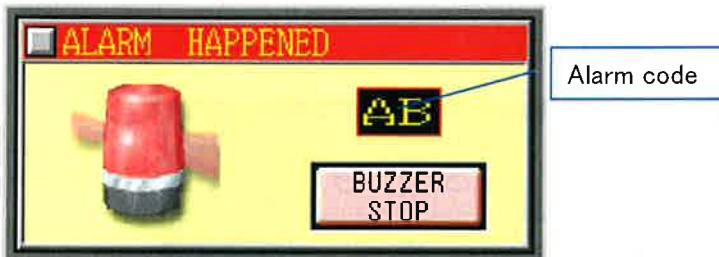 ALARM HAPPENED
AB
Alarm code
BUZZER
STOP